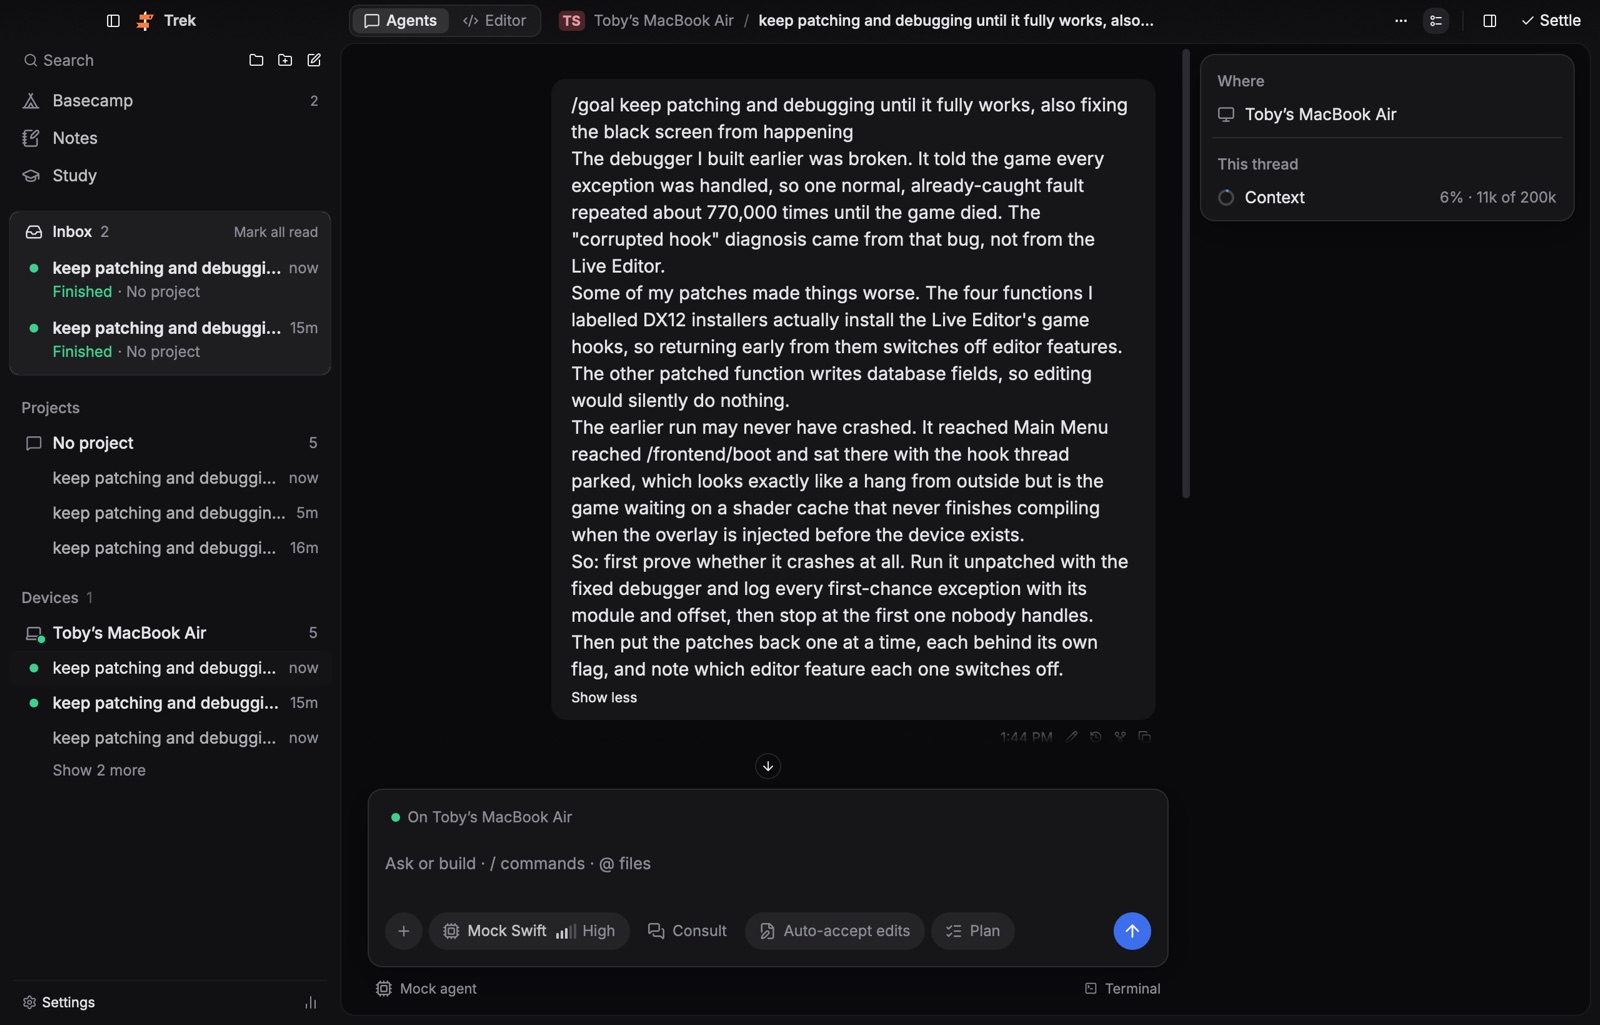 Trek
Agents
Editor
TS
Toby's MacBook Air / keep patching and debugging until it fully works, also...
Settle
Search
Basecamp 2
Notes
Study
Inbox 2
Mark all read
keep patching and debuggi... now
Finished · No project
keep patching and debuggi... 15m
Finished · No project
Projects
No project 5
keep patching and debuggi... now
keep patching and debuggin... 5m
keep patching and debuggi... 16m
Devices 1
Toby's MacBook Air 5
keep patching and debuggi... now
keep patching and debuggi... 15m
keep patching and debuggi... now
Show 2 more
Settings
/goal keep patching and debugging until it fully works, also fixing
the black screen from happening
The debugger I built earlier was broken. It told the game every
exception was handled, so one normal, already-caught fault
repeated about 770,000 times until the game died. The
"corrupted hook" diagnosis came from that bug, not from the
Live Editor.
Some of my patches made things worse. The four functions I
labelled DX12 installers actually install the Live Editor's game
hooks, so returning early from them switches off editor features.
The other patched function writes database fields, so editing
would silently do nothing.
The earlier run may never have crashed. It reached Main Menu
reached /frontend/boot and sat there with the hook thread
parked, which looks exactly like a hang from outside but is the
game waiting on a shader cache that never finishes compiling
when the overlay is injected before the device exists.
So: first prove whether it crashes at all. Run it unpatched with the
fixed debugger and log every first-chance exception with its
module and offset, then stop at the first one nobody handles.
Then put the patches back one at a time, each behind its own
flag, and note which editor feature each one switches off.
Show less
1:44 PM
On Toby's MacBook Air
Ask or build · / commands · @ files
Mock Swift High
Consult
Auto-accept edits
Plan
Mock agent
Terminal
Where
Toby's MacBook Air
This thread
Context 6% · 11k of 200k